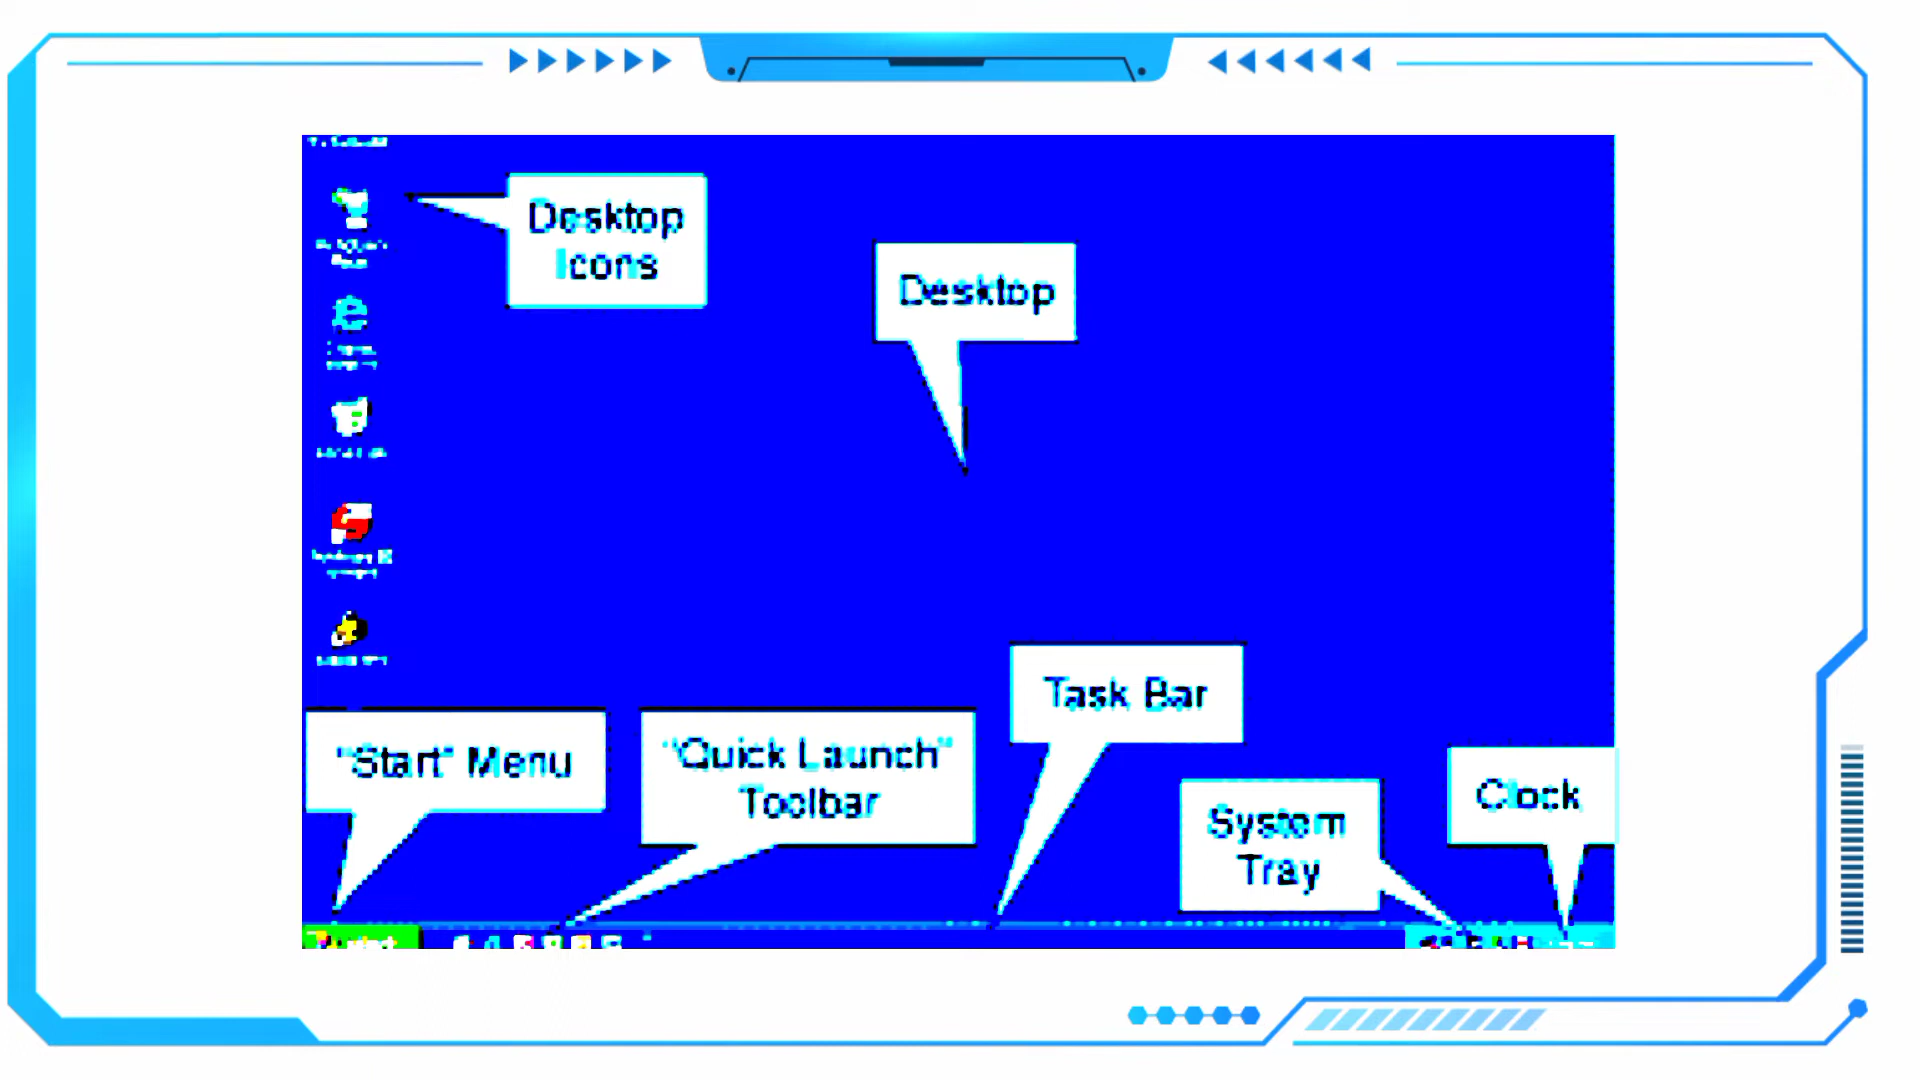 Desktop
Icons
Desktop
Task Bar
"Start" Menu
"Quick Launch"
Toolbar
System
Tray
Clock